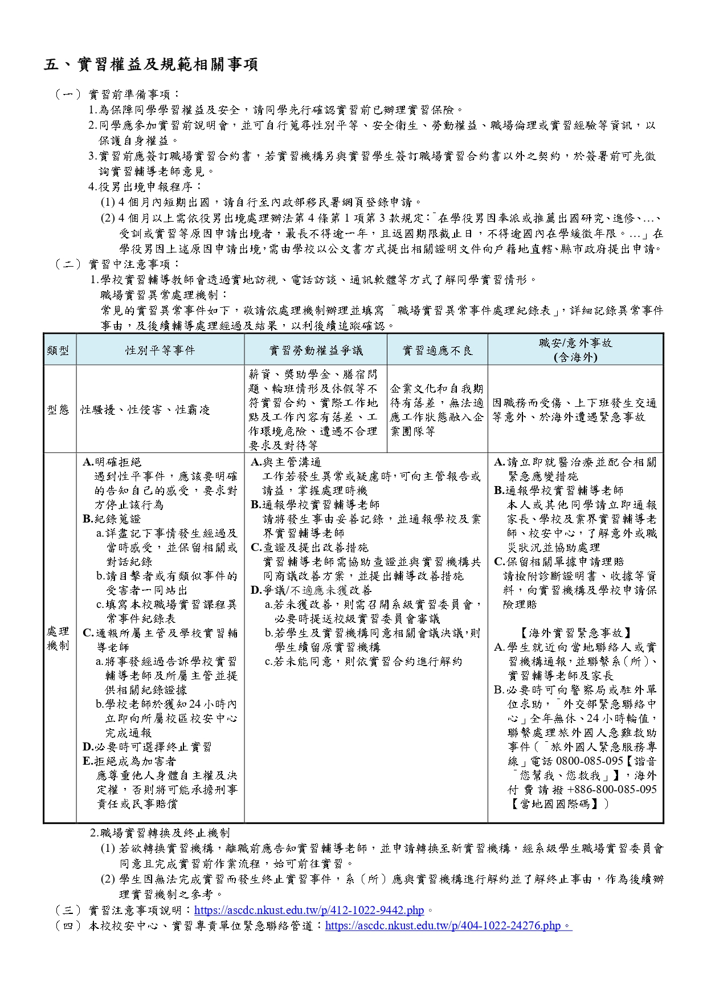 五、實習權益及規範相關事項
（一）實習前準備事項：
1.為保障同學學習權益及安全，請同學先行確認實習前已辦理實習保險。
2.同學應參加實習前說明會，並可自行蒐尋性別平等、安全衛生、勞動權益、職場倫理或實習經驗等資訊，以
保護自身權益。
3.實習前應簽訂職場實習合約書，若實習機構另與實習學生簽訂職場實習合約書以外之契約，於簽署前可先徵
詢實習輔導老師意見。
4.役男出境申報程序：
(1) 4 個月內短期出國，請自行至內政部移民署網頁登錄申請。
(2) 4 個月以上需依役男出境處理辦法第 4 條第 1 項第 3 款規定：「在學役男因奉派或推薦出國研究、進修、…、
受訓或實習等原因申請出境者，最長不得逾一年，且返國期限截止日，不得逾國內在學緩徵年限。…」在
學役男因上述原因申請出境，需由學校以公文書方式提出相關證明文件向戶籍地直轄、縣市政府提出申請。
（二）實習中注意事項：
1.學校實習輔導教師會透過實地訪視、電話訪談、通訊軟體等方式了解同學實習情形。
職場實習異常處理機制：
常見的實習異常事件如下，敬請依處理機制辦理並填寫「職場實習異常事件處理紀錄表」，詳細記錄異常事件
事由，及後續輔導處理經過及結果，以利後續追蹤確認。
類型
性別平等事件
實習勞動權益爭議
實習適應不良
職安/意外事故
(含海外)
型態
性騷擾、性侵害、性霸凌
薪資、獎助學金、膳宿問
題、輪班情形及休假等不
符實習合約、實際工作地
點及工作內容有落差、工
作環境危險、遭遇不合理
要求及對待等
企業文化和自我期
待有落差，無法適
應工作狀態融入企
業團隊等
因職務而受傷、上下班發生交通
等意外、於海外遭遇緊急事故
處理
機制
A.明確拒絕
遇到性平事件，應該要明確
的告知自己的感受，要求對
方停止該行為
B.紀錄蒐證
a.詳盡記下事情發生經過及
當時感受，並保留相關或
對話紀錄
b.請目擊者或有類似事件的
受害者一同站出
c.填寫本校職場實習課程異
常事件紀錄表
C.通報所屬主管及學校實習輔
導老師
a.將事發經過告訴學校實習
輔導老師及所屬主管並提
供相關紀錄證據
b.學校老師於獲知 24 小時內
立即向所屬校區校安中心
完成通報
D.必要時可選擇終止實習
E.拒絕成為加害者
應尊重他人身體自主權及決
定權，否則將可能承擔刑事
責任或民事賠償
A.與主管溝通
工作若發生異常或疑慮時，可向主管報告或
請益，掌握處理時機
B.通報學校實習輔導老師
請將發生事由妥善記錄，並通報學校及業
界實習輔導老師
C.查證及提出改善措施
實習輔導老師需協助查證並與實習機構共
同商議改善方案，並提出輔導改善措施
D.爭議/不適應未獲改善
a.若未獲改善，則需召開系級實習委員會，
必要時提送校級實習委員會審議
b.若學生及實習機構同意相關會議決議，則
學生續留原實習機構
c.若未能同意，則依實習合約進行解約
A.請立即就醫治療並配合相關
緊急應變措施
B.通報學校實習輔導老師
本人或其他同學請立即通報
家長、學校及業界實習輔導老
師、校安中心，了解意外或職
災狀況並協助處理
C.保留相關單據申請理賠
請檢附診斷證明書、收據等資
料，向實習機構及學校申請保
險理賠
【海外實習緊急事故】
A.學生就近向當地聯絡人或實
習機構通報，並聯繫系（所）、
實習輔導老師及家長
B.必要時可向警察局或駐外單
位求助，「外交部緊急聯絡中
心」全年無休、24 小時輪值，
聯繫處理旅外國人急難救助
事件（「旅外國人緊急服務專
線」電話 0800-085-095【諧音
「您幫我、您救我」】，海外
付費請撥 +886-800-085-095
【當地國國際碼】）
2.職場實習轉換及終止機制
(1) 若欲轉換實習機構，離職前應告知實習輔導老師，並申請轉換至新實習機構，經系級學生職場實習委員會
同意且完成實習前作業流程，始可前往實習。
(2) 學生因無法完成實習而發生終止實習事件，系（所）應與實習機構進行解約並了解終止事由，作為後續辦
理實習機制之參考。
（三）實習注意事項說明：https://ascdc.nkust.edu.tw/p/412-1022-9442.php。
（四）本校校安中心、實習專責單位緊急聯絡管道：https://ascdc.nkust.edu.tw/p/404-1022-24276.php。